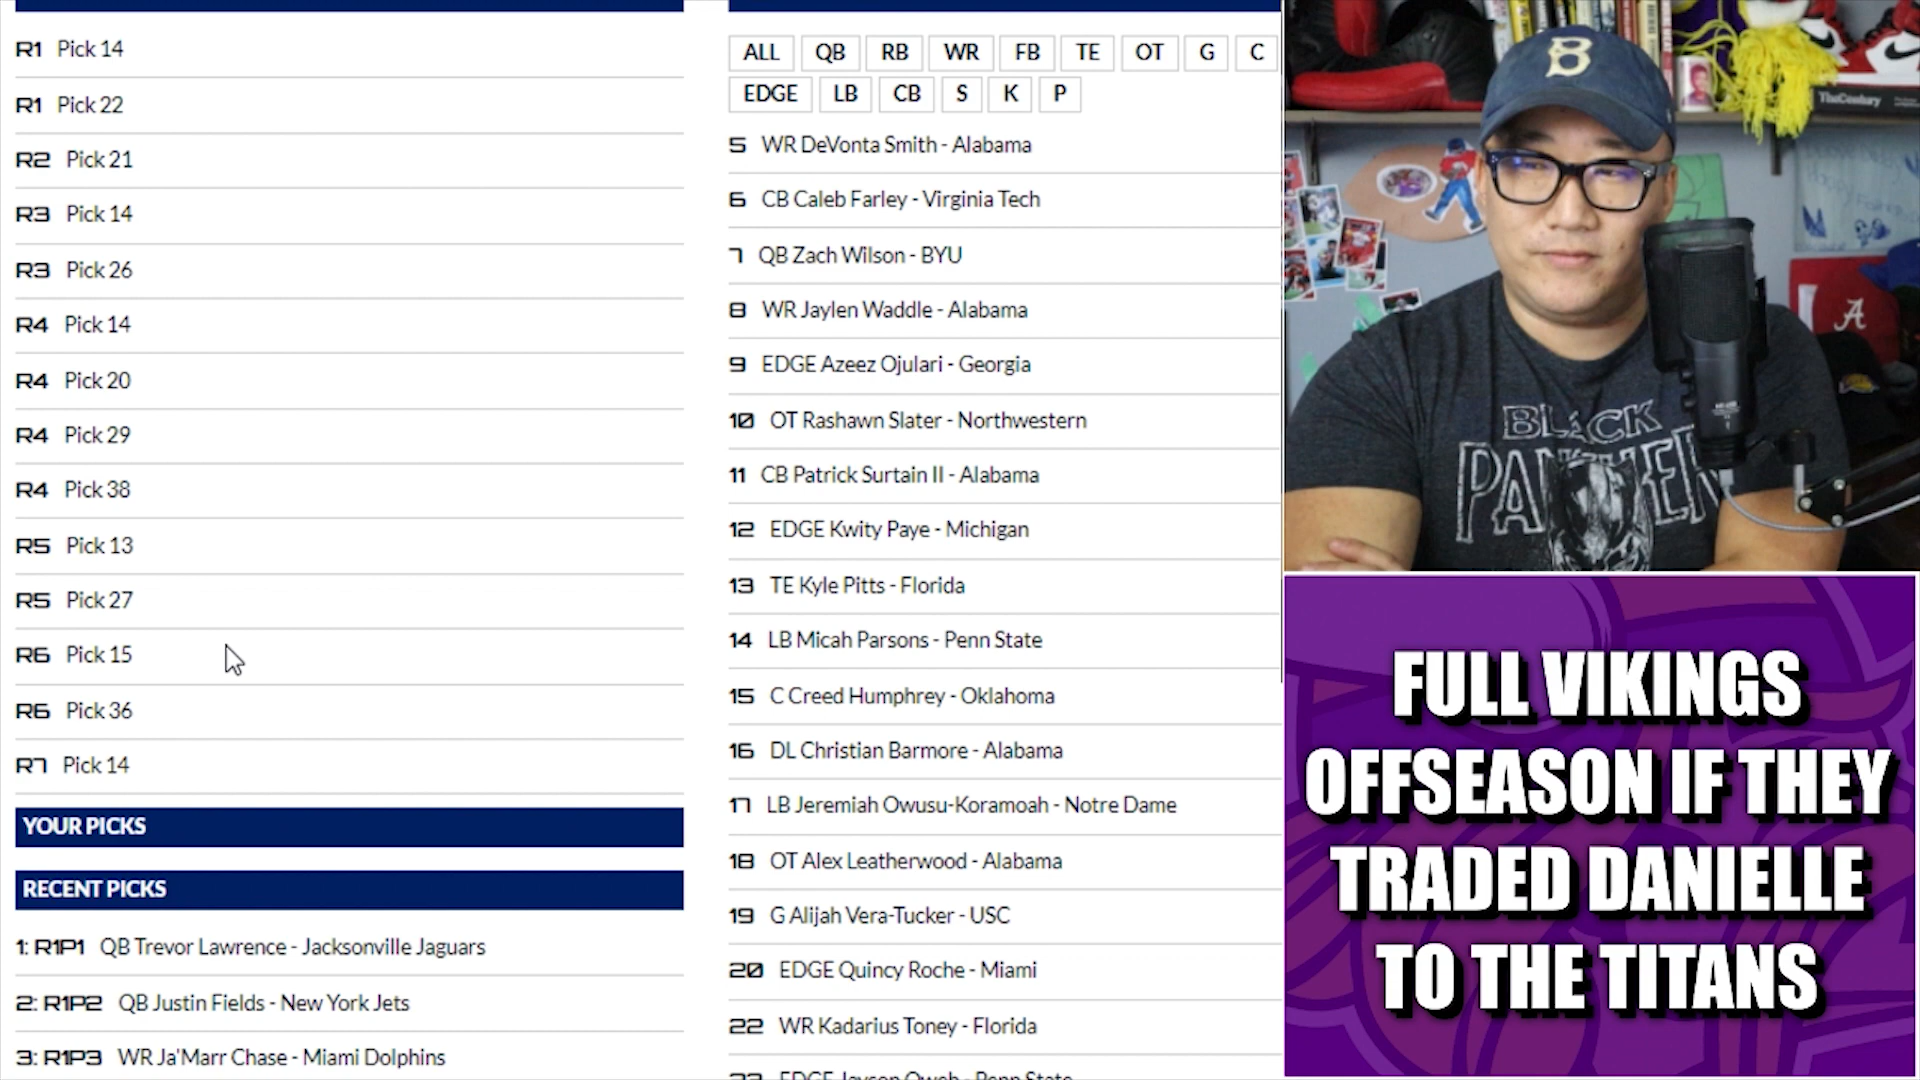 R1 Pick 14
R1 Pick 22
R2 Pick 21
R3 Pick 14
R3 Pick 26
R4 Pick 14
R4 Pick 20
R4 Pick 29
R4 Pick 38
R5 Pick 13
R5 Pick 27
R6 Pick 15
R6 Pick 36
R7 Pick 14
YOUR PICKS
RECENT PICKS
1: R1P1 QB Trevor Lawrence - Jacksonville Jaguars
2: R1P2 QB Justin Fields - New York Jets
3: R1P3 WR Ja'Marr Chase - Miami Dolphins
ALL QB RB WR FB TE OT G C
EDGE LB CB S K P
5 WR DeVonta Smith - Alabama
6 CB Caleb Farley - Virginia Tech
7 QB Zach Wilson - BYU
8 WR Jaylen Waddle - Alabama
9 EDGE Azeez Ojulari - Georgia
10 OT Rashawn Slater - Northwestern
11 CB Patrick Surtain II - Alabama
12 EDGE Kwity Paye - Michigan
13 TE Kyle Pitts - Florida
14 LB Micah Parsons - Penn State
15 C Creed Humphrey - Oklahoma
16 DL Christian Barmore - Alabama
17 LB Jeremiah Owusu-Koramoah - Notre Dame
18 OT Alex Leatherwood - Alabama
19 G Alijah Vera-Tucker - USC
20 EDGE Quincy Roche - Miami
22 WR Kadarius Toney - Florida
23 EDGE Jayson Oweh - Penn State
B
TheCentury
A
BLACK
PANTHER
FULL VIKINGS
OFFSEASON IF THEY
TRADED DANIELLE
TO THE TITANS